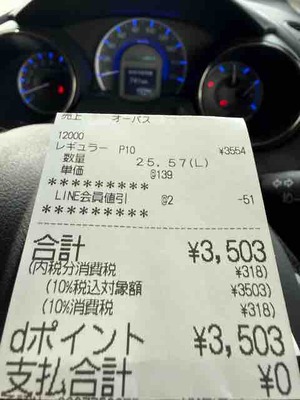 売上 オーパス
12000
レギュラー P10 ¥3554
数量 25.57(L)
単価 @139
*********
LINE会員値引 @2 -51
*********
合計 ¥3,503
(内税分消費税 ¥318)
(10%税込対象額 ¥3503)
(10%消費税 ¥318)
dポイント ¥3,503
支払合計 ¥0